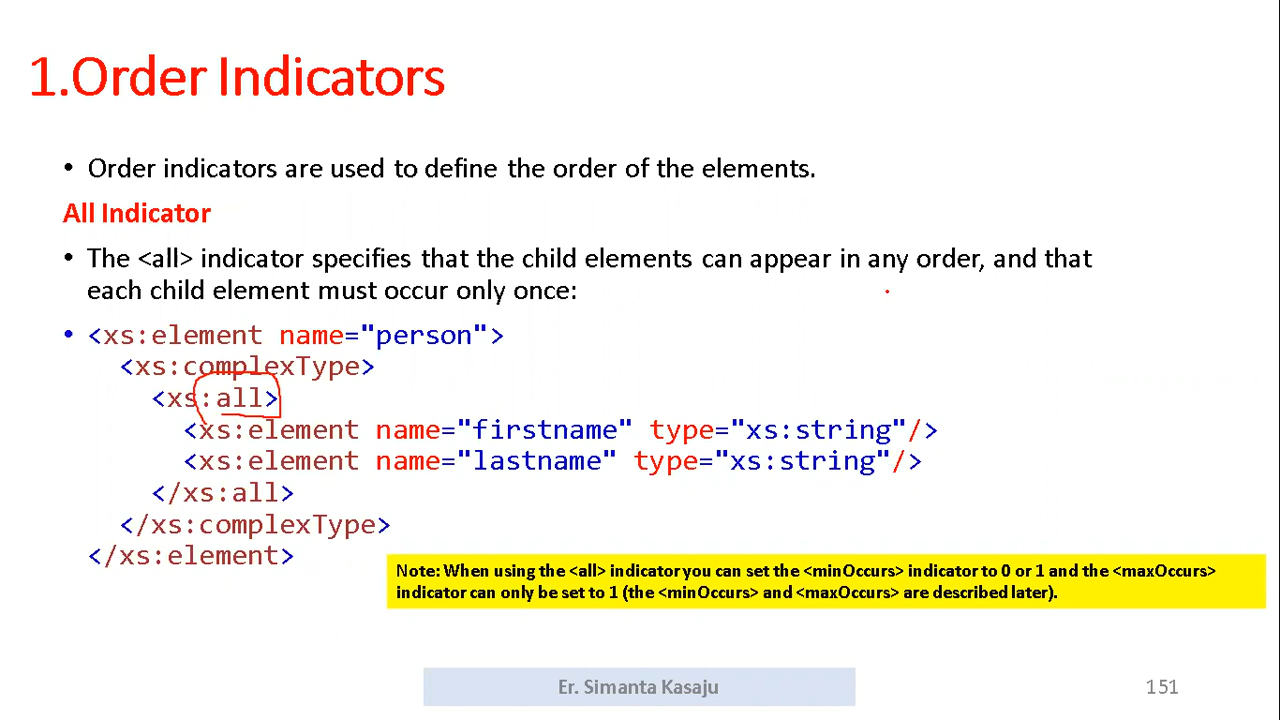 1.Order Indicators
• Order indicators are used to define the order of the elements.
All Indicator
• The <all> indicator specifies that the child elements can appear in any order, and that
each child element must occur only once:
• <xs:element name="person">
<xs:complexType>
<xs:all>
<xs:element name="firstname" type="xs:string"/>
<xs:element name="lastname" type="xs:string"/>
</xs:all>
</xs:complexType>
</xs:element>
Note: When using the <all> indicator you can set the <minOccurs> indicator to 0 or 1 and the <maxOccurs>
indicator can only be set to 1 (the <minOccurs> and <maxOccurs> are described later).
Er. Simanta Kasaju
151